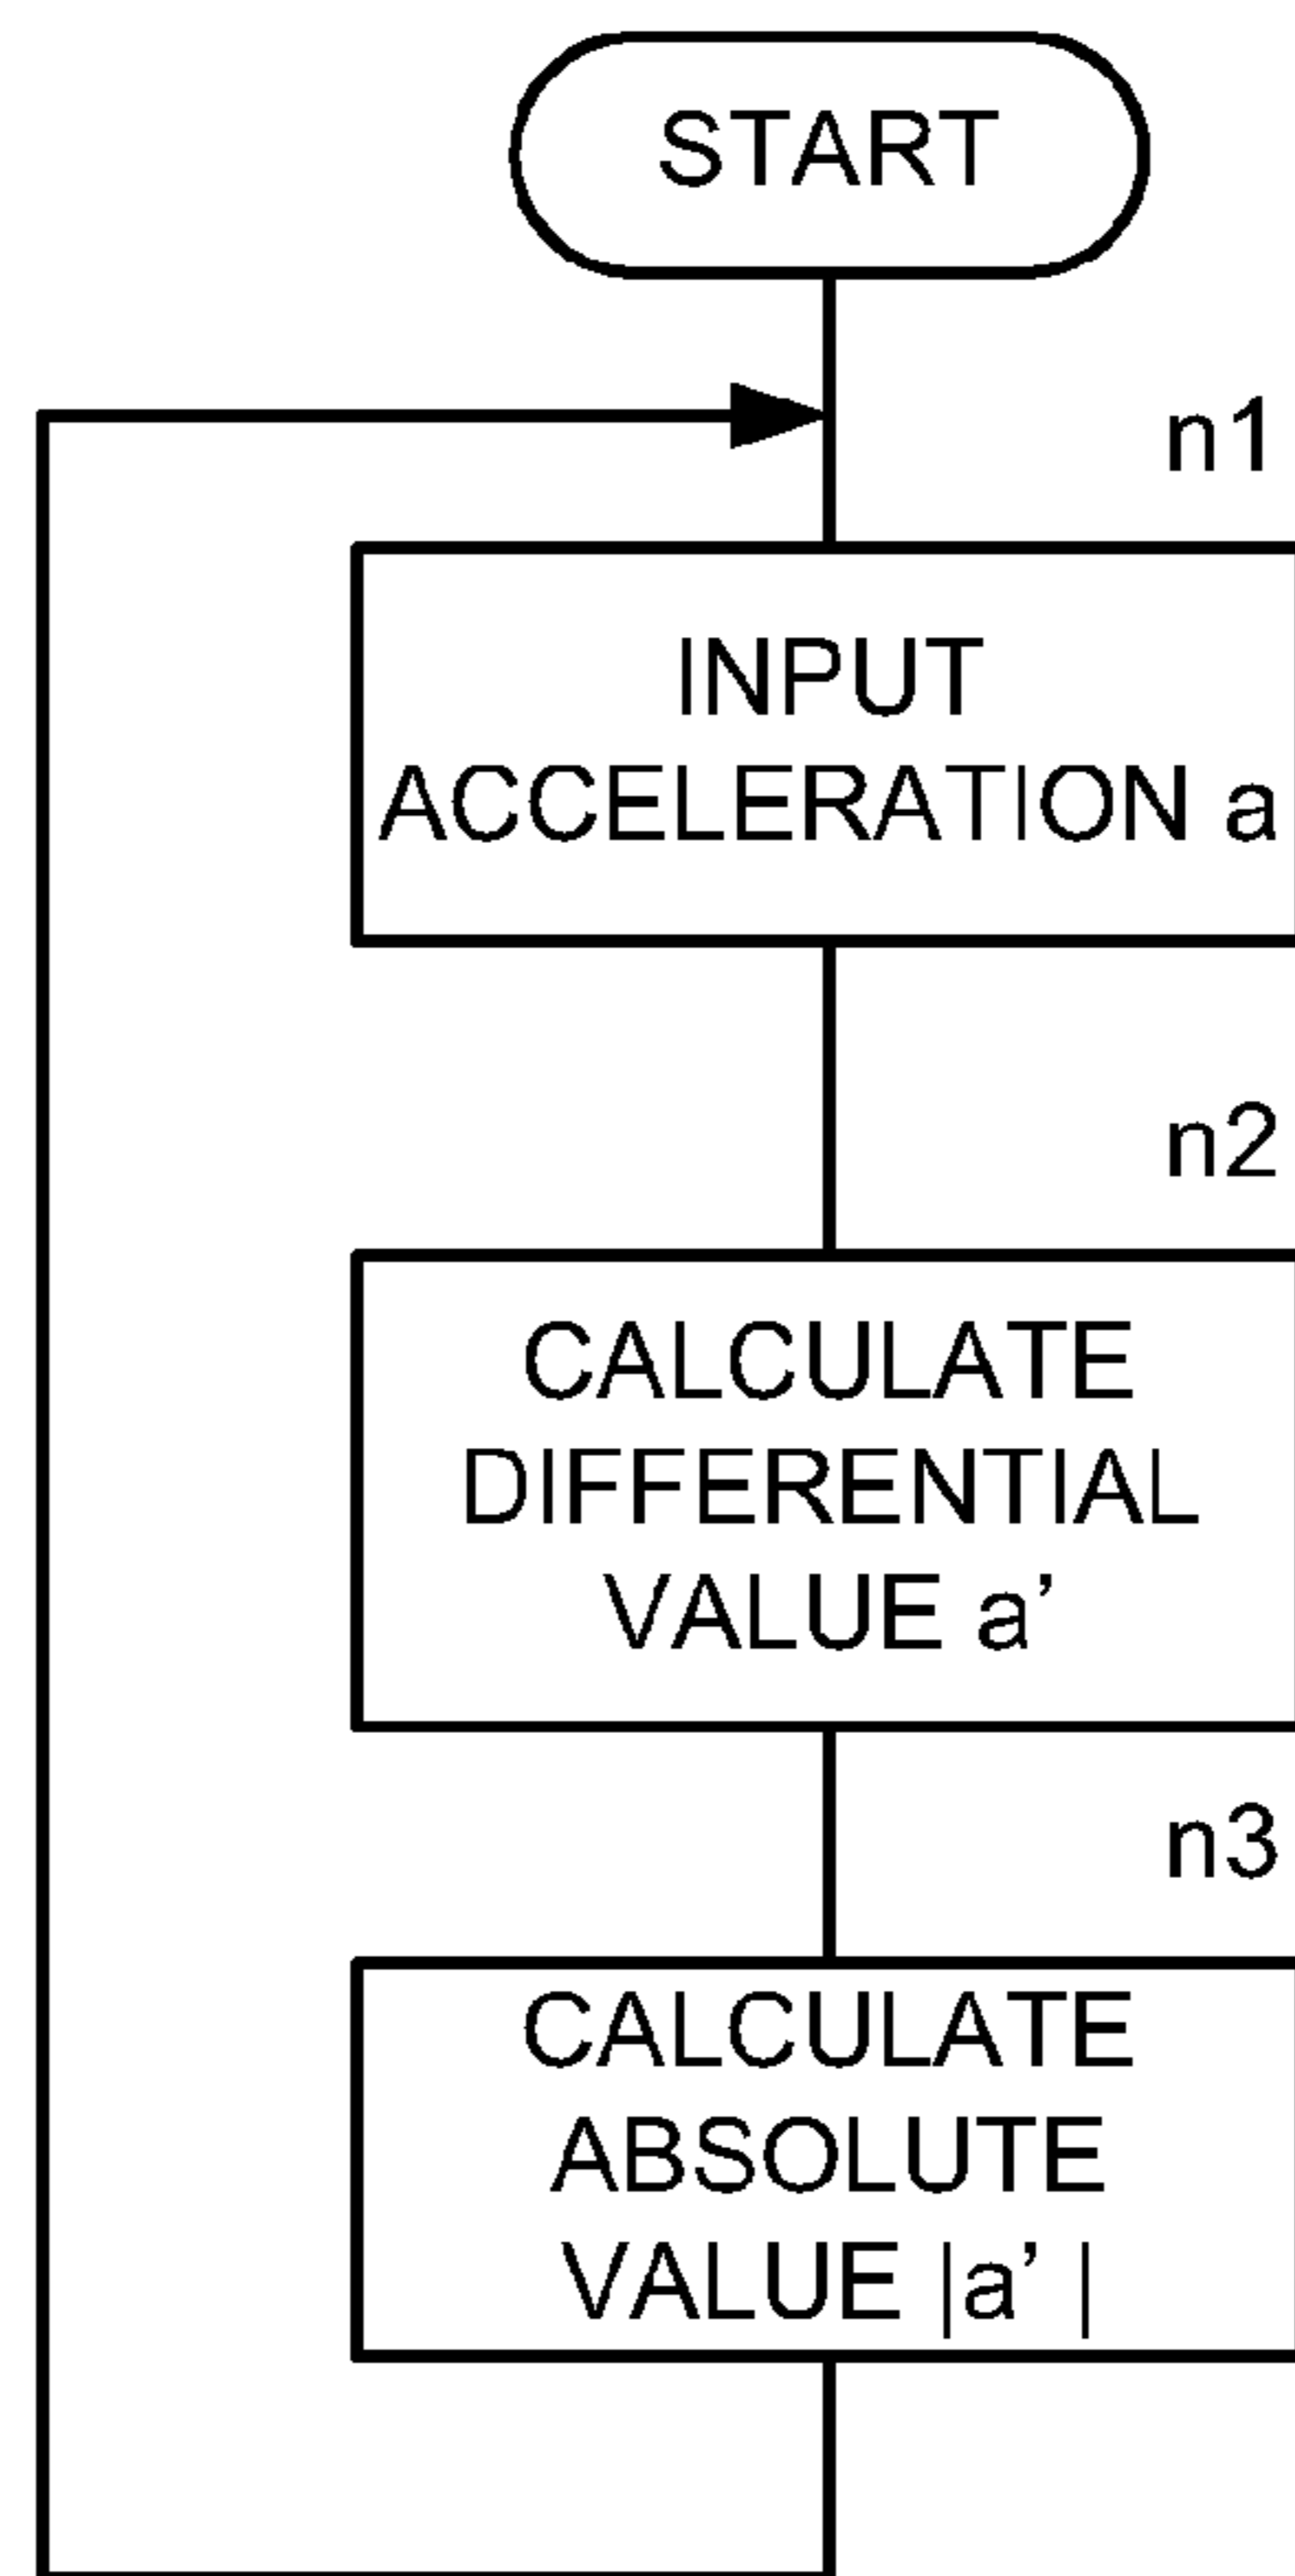 START
n1
INPUT
ACCELERATION a
n2
CALCULATE
DIFFERENTIAL
VALUE a’
n3
CALCULATE
ABSOLUTE
VALUE |a’ |